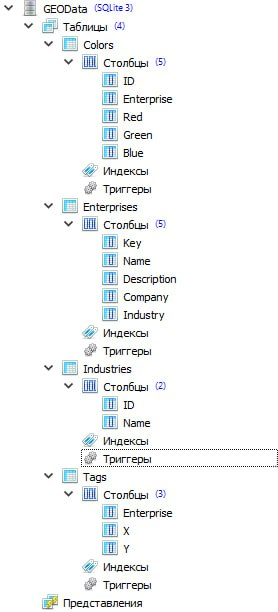 GEOData (SQLite 3)
Таблицы (4)
Colors
Столбцы (5)
ID
Enterprise
Red
Green
Blue
Индексы
Триггеры
Enterprises
Столбцы (5)
Key
Name
Description
Company
Industry
Индексы
Триггеры
Industries
Столбцы (2)
ID
Name
Индексы
Триггеры
Tags
Столбцы (3)
Enterprise
X
Y
Индексы
Триггеры
Представления